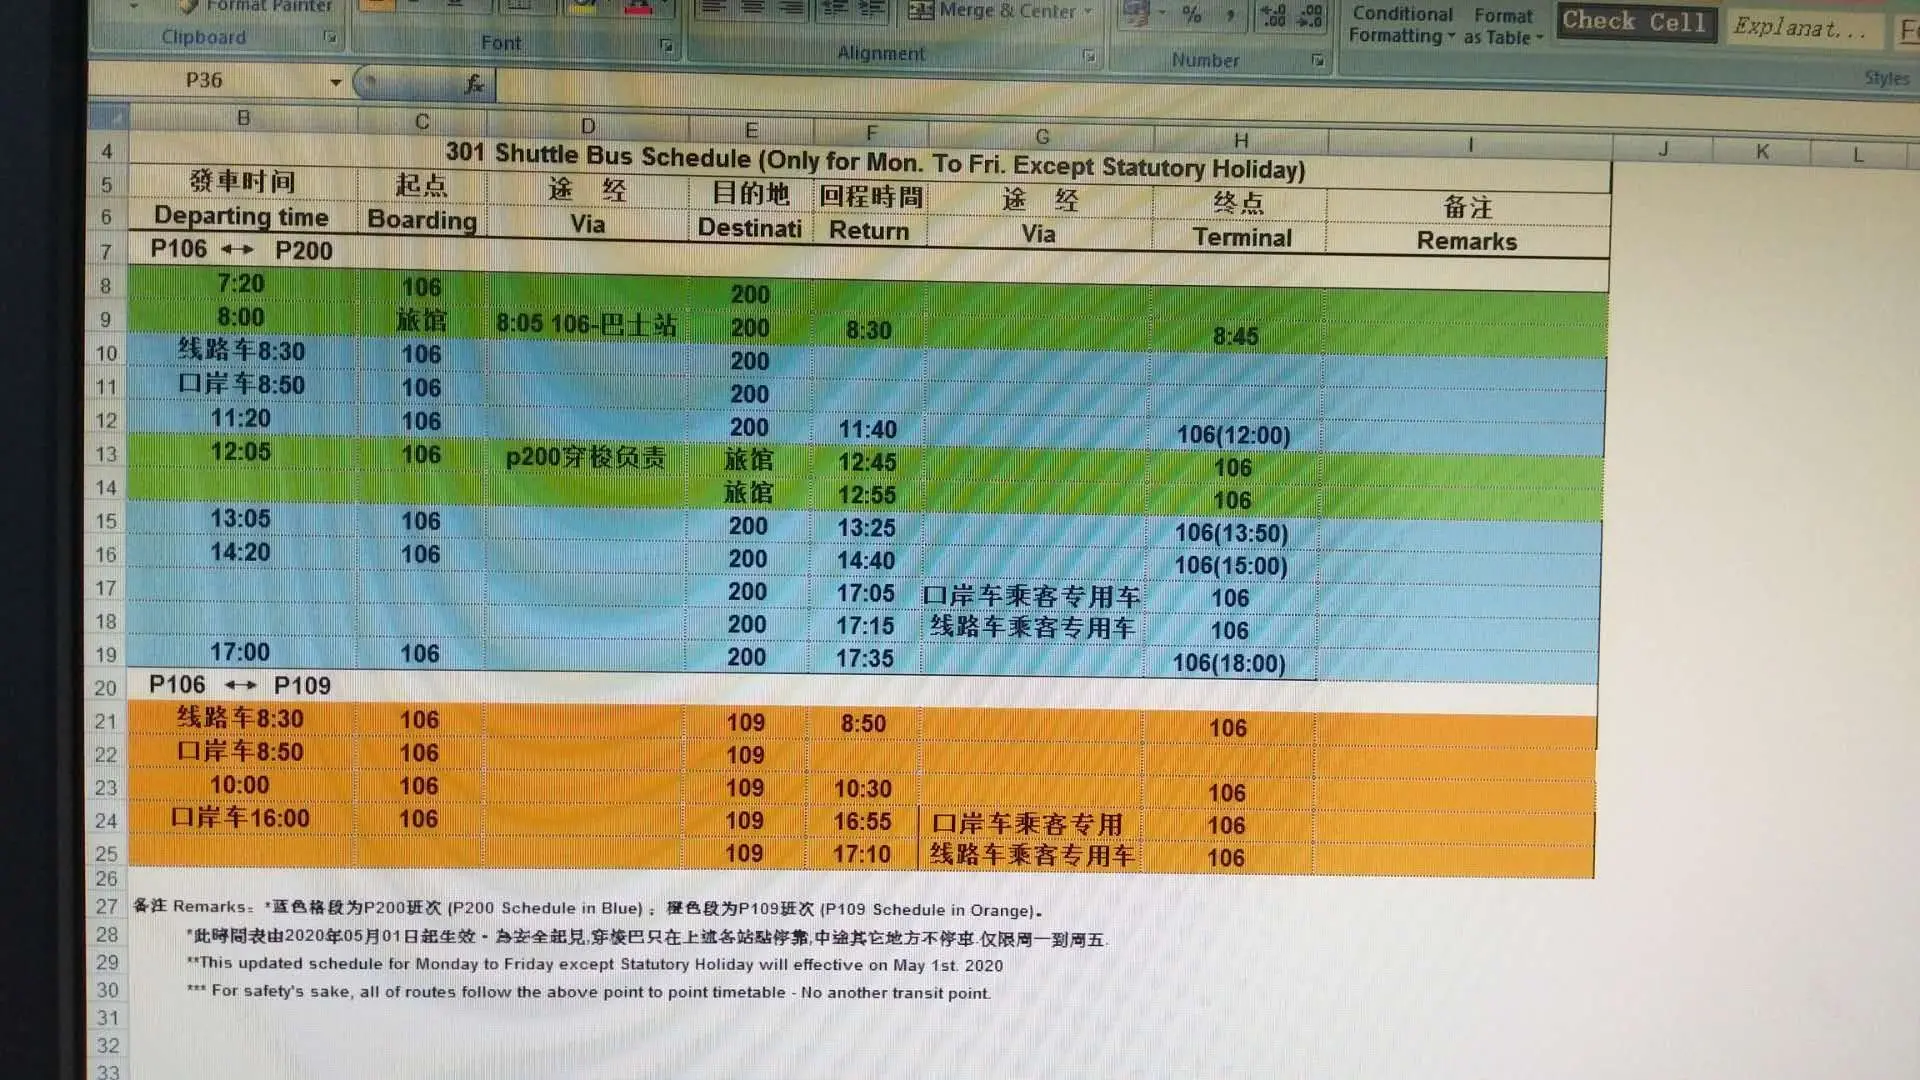 Format Painter
Merge & Center
%
Conditional Formatting
Format as Table
Check Cell
Explanat...
Clipboard
Font
Alignment
Number
Styles
P36
fx
B C D E F G H I J K L
4 301 Shuttle Bus Schedule (Only for Mon. To Fri. Except Statutory Holiday)
5 發車时间 起点 途 经 目的地 回程時間 途 经 终点 备注
6 Departing time Boarding Via Destinati Return Via Terminal Remarks
7 P106 ↔ P200
8 7:20 106 200
9 8:00 旅馆 8:05 106-巴士站 200 8:30 8:45
10 线路车8:30 106 200
11 口岸车8:50 106 200
12 11:20 106 200 11:40 106(12:00)
13 12:05 106 p200穿梭负责 旅馆 12:45 106
14 旅馆 12:55 106
15 13:05 106 200 13:25 106(13:50)
16 14:20 106 200 14:40 106(15:00)
17 200 17:05 口岸车乘客专用车 106
18 200 17:15 线路车乘客专用车 106
19 17:00 106 200 17:35 106(18:00)
20 P106 ↔ P109
21 线路车8:30 106 109 8:50 106
22 口岸车8:50 106 109
23 10:00 106 109 10:30 106
24 口岸车16:00 106 109 16:55 口岸车乘客专用 106
25 109 17:10 线路车乘客专用车 106
26
27 备注 Remarks: *蓝色格段为P200班次 (P200 Schedule in Blue) ; 橙色段为P109班次 (P109 Schedule in Orange)。
28 *此時間表由2020年05月01日起生效・為安全起見,穿梭巴只在上述各站點停靠,中途其它地方不停車.仅限周一到周五.
29 **This updated schedule for Monday to Friday except Statutory Holiday will effective on May 1st. 2020
30 *** For safety's sake, all of routes follow the above point to point timetable - No another transit point.
31
32
33